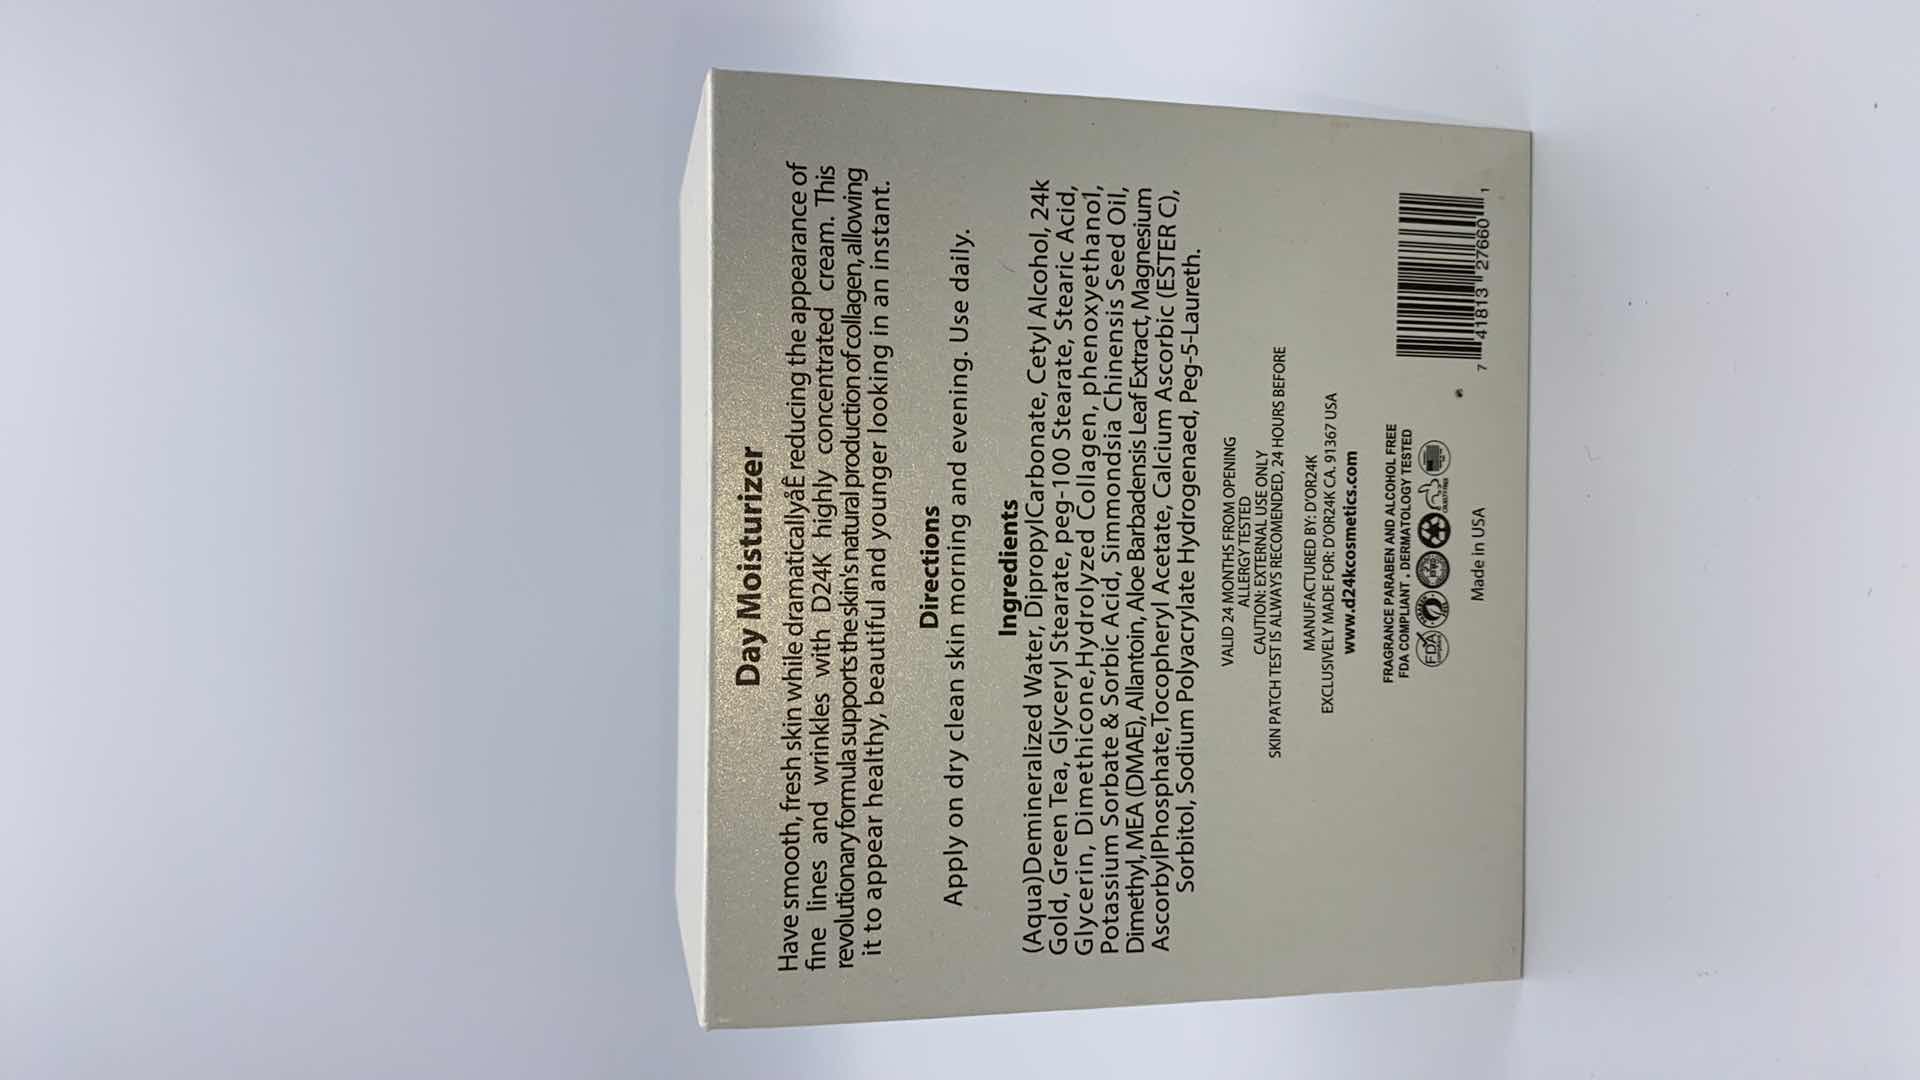 Day Moisturizer
Have smooth, fresh skin while dramaticallyåÊ reducing the appearance of
fine lines and wrinkles with D24K highly concentrated cream. This
revolutionary formula supports the skin's natural production of collagen, allowing
it to appear healthy, beautiful and younger looking in an instant.
Directions
Apply on dry clean skin morning and evening. Use daily.
Ingredients
(Aqua)Demineralized Water, DipropylCarbonate, Cetyl Alcohol, 24k
Gold, Green Tea, Glyceryl Stearate, peg-100 Stearate, Stearic Acid,
Glycerin, Dimethicone,Hydrolyzed Collagen, phenoxyethanol,
Potassium Sorbate & Sorbic Acid, Simmondsia Chinensis Seed Oil,
Dimethyl, MEA (DMAE), Allantoin, Aloe Barbadensis Leaf Extract, Magnesium
AscorbylPhosphate,Tocopheryl Acetate, Calcium Ascorbic (ESTER C),
Sorbitol, Sodium Polyacrylate Hydrogenaed, Peg-5-Laureth.
VALID 24 MONTHS FROM OPENING
ALLERGY TESTED
CAUTION: EXTERNAL USE ONLY
SKIN PATCH TEST IS ALWAYS RECOMENDED, 24 HOURS BEFORE
MANUFACTURED BY: D'OR24K
EXCLUSIVELY MADE FOR: D'OR24K CA. 91367 USA
www.d24kcosmetics.com
FRAGRANCE PARABEN AND ALCOHOL FREE
FDA COMPLIANT . DERMATOLOGY TESTED
FDA
Made in USA
7 41813 27660 1